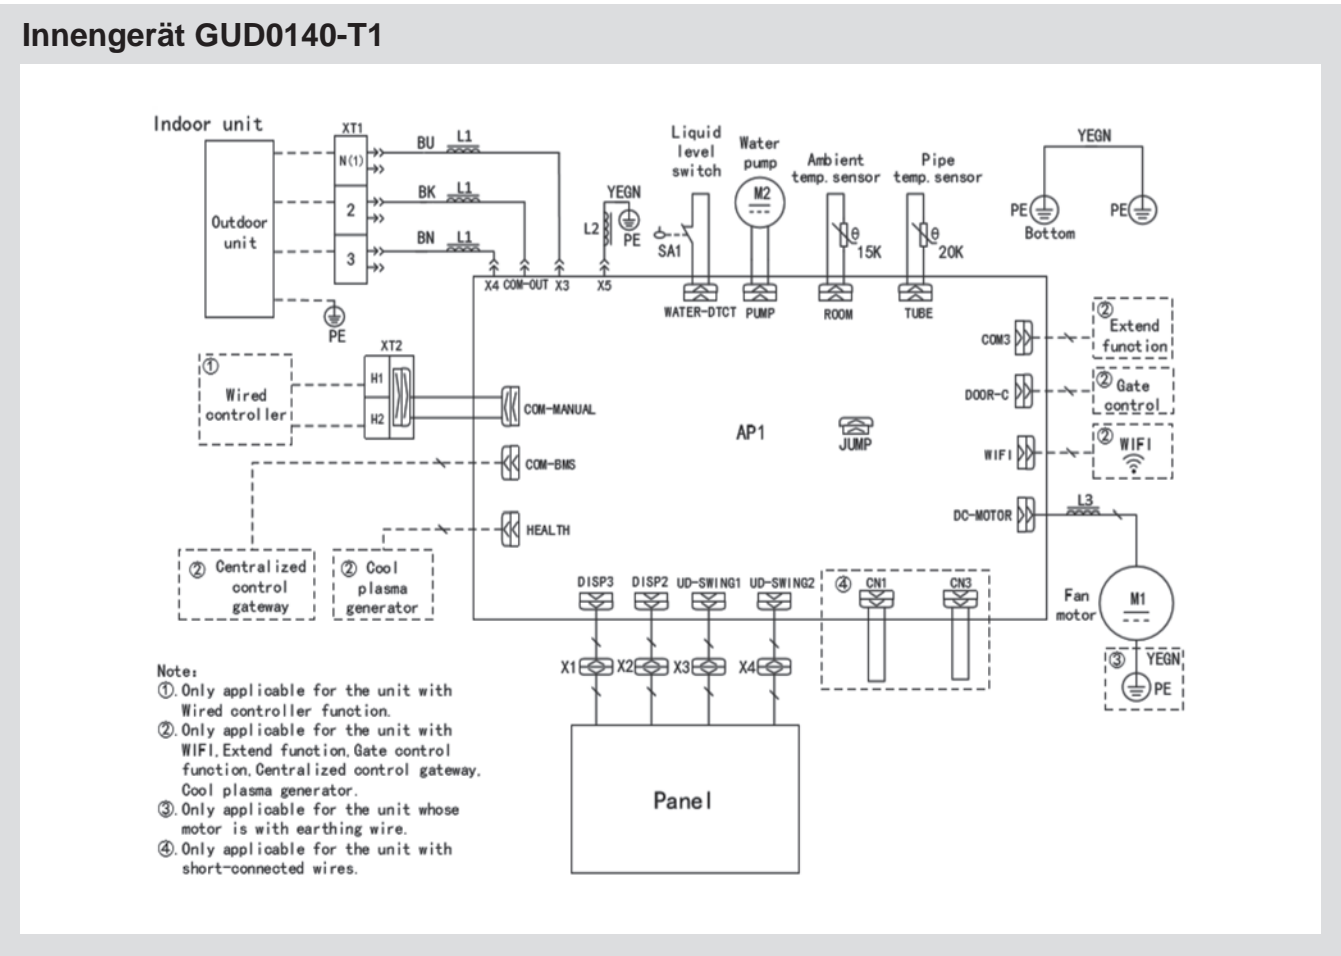 Innengerät GUD0140-T1
Indoor unit
Outdoor
unit
XT1
N(1)
2
3
BU
L1
BK
L1
BN
L1
PE
YEGN
L2
PE
X4
COM-OUT
X3
X5
Liquid
level
switch
SA1
WATER-DTCT
Water
pump
M2
PUMP
Ambient
temp. sensor
θ
15K
ROOM
Pipe
temp. sensor
θ
20K
TUBE
YEGN
PE
Bottom
PE
① Wired
controller
XT2
H1
H2
COM-MANUAL
COM-BMS
HEALTH
② Centralized
control
gateway
② Cool
plasma
generator
AP1
JUMP
COM3
② Extend
function
DOOR-C
② Gate
control
WIFI
② WIFI
DC-MOTOR
L3
Fan
motor
M1
③ YEGN
PE
DISP3
DISP2
UD-SWING1
UD-SWING2
④ CN1
CN3
X1
X2
X3
X4
Panel
Note:
①. Only applicable for the unit with
Wired controller function.
②. Only applicable for the unit with
WIFI, Extend function, Gate control
function, Centralized control gateway,
Cool plasma generator.
③. Only applicable for the unit whose
motor is with earthing wire.
④. Only applicable for the unit with
short-connected wires.